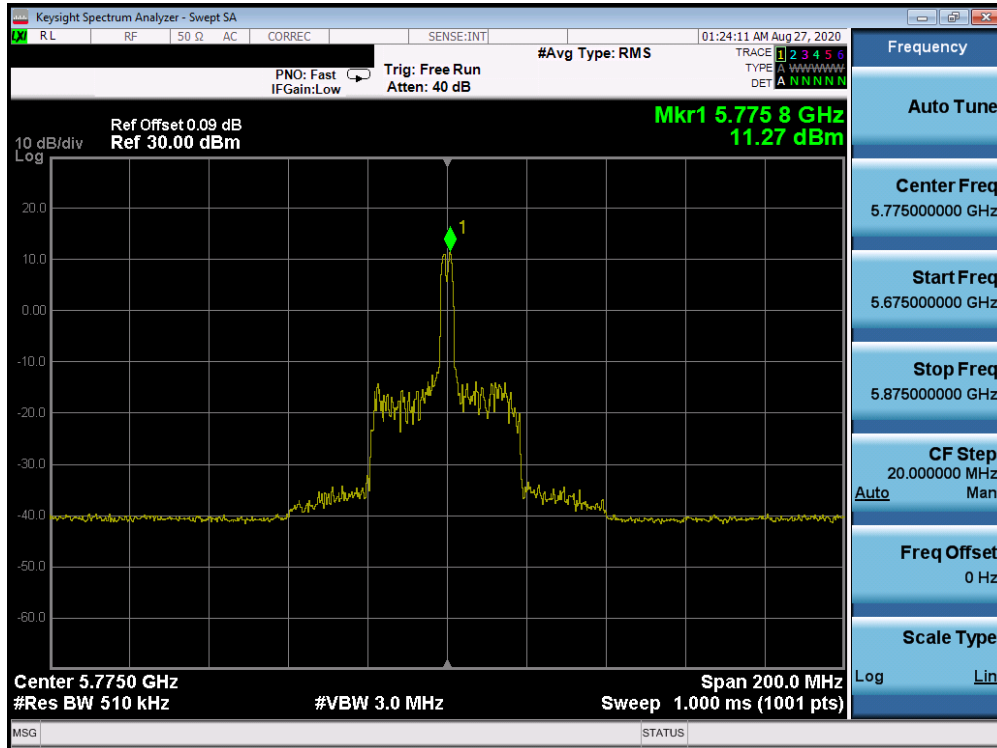 Keysight Spectrum Analyzer - Swept SA
LXI RL RF 50 Ω AC CORREC SENSE:INT 01:24:11 AM Aug 27, 2020
#Avg Type: RMS TRACE 1 2 3 4 5 6
PNO: Fast Trig: Free Run TYPE A WWWWW
IFGain:Low Atten: 40 dB DET A N N N N N
Mkr1 5.775 8 GHz
11.27 dBm
Ref Offset 0.09 dB
10 dB/div Ref 30.00 dBm
Log
1
20.0
10.0
0.00
-10.0
-20.0
-30.0
-40.0
-50.0
-60.0
Center 5.7750 GHz Span 200.0 MHz
#Res BW 510 kHz #VBW 3.0 MHz Sweep 1.000 ms (1001 pts)
MSG STATUS
Frequency
Auto Tune
Center Freq
5.775000000 GHz
Start Freq
5.675000000 GHz
Stop Freq
5.875000000 GHz
CF Step
20.000000 MHz
Auto Man
Freq Offset
0 Hz
Scale Type
Log Lin